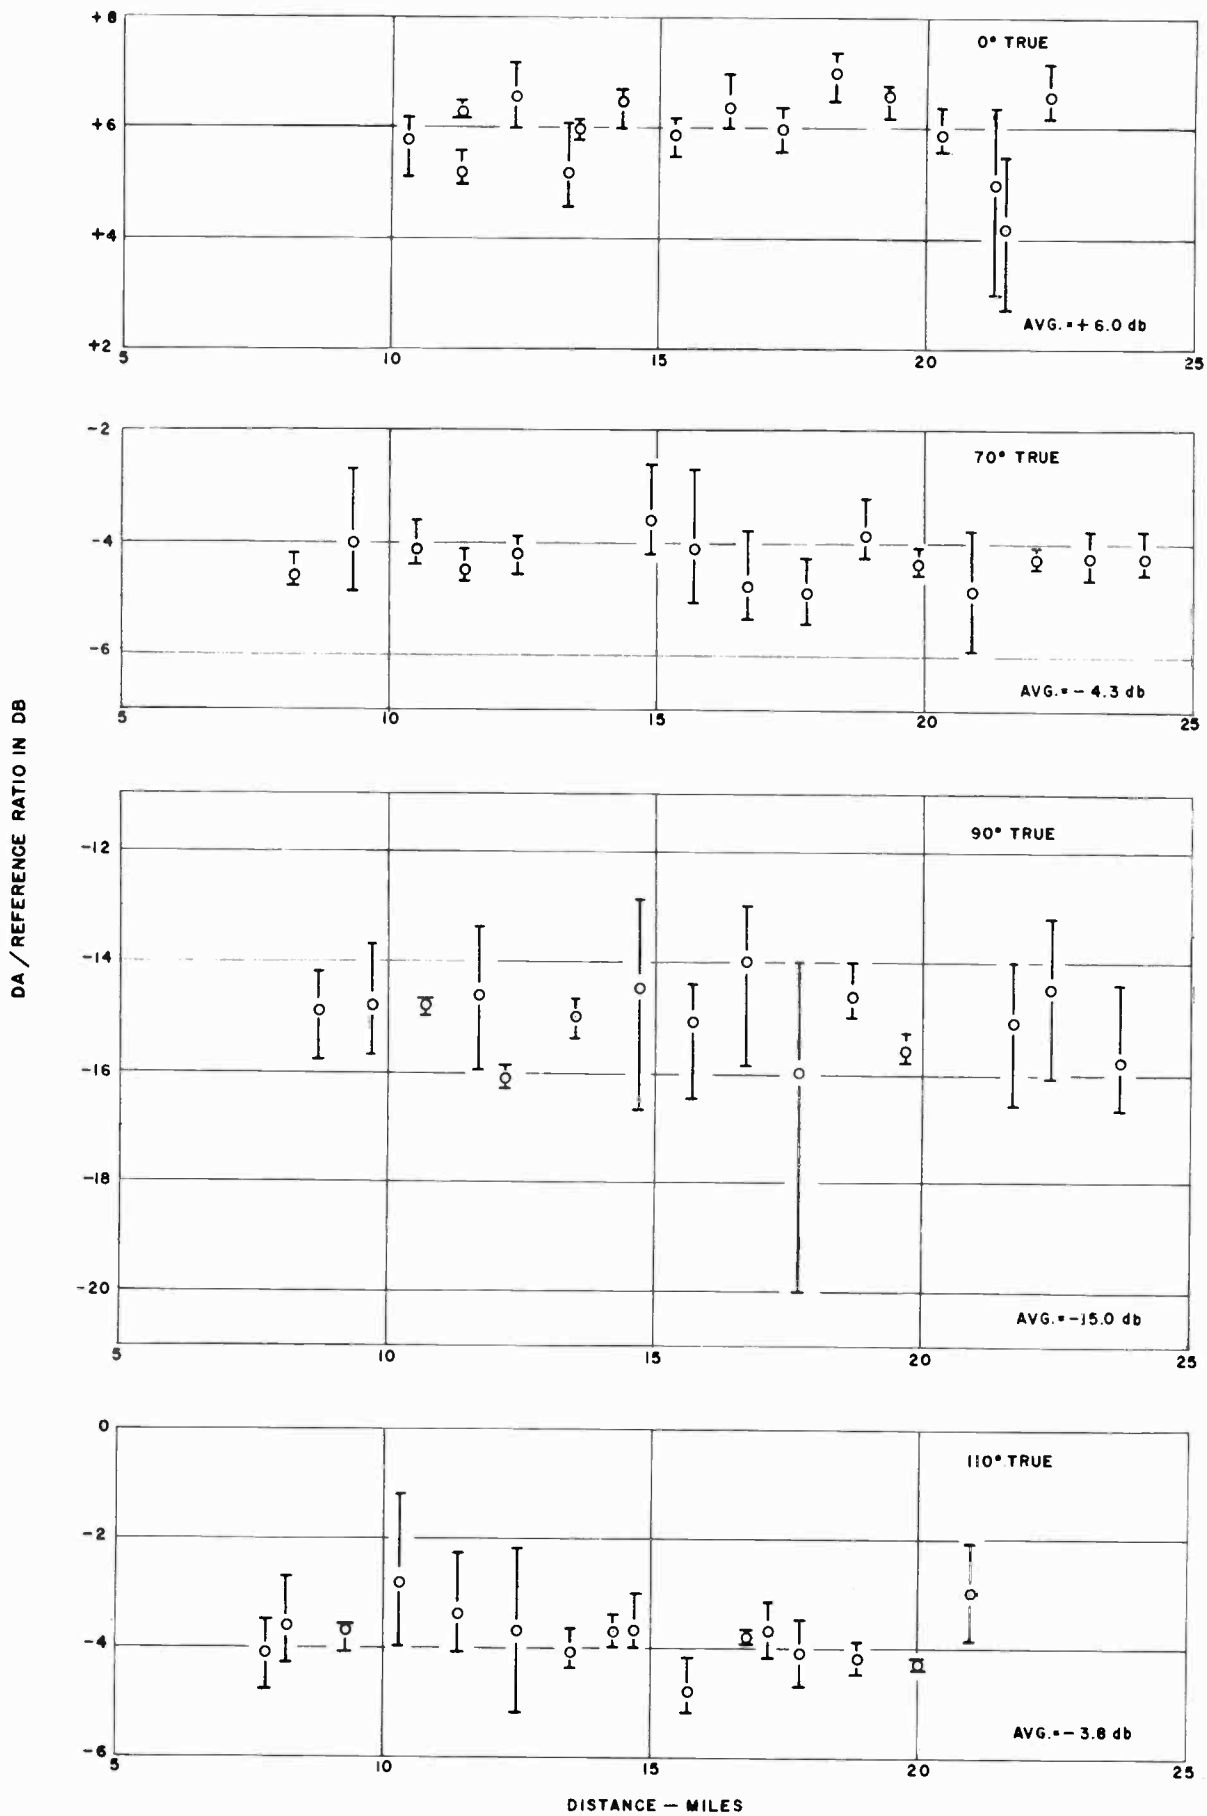 DA / REFERENCE RATIO IN DB
+8
0° TRUE
+6
+4
AVG. = + 6.0 db
+2
5 10 15 20 25
-2
70° TRUE
-4
-6
AVG. = - 4.3 db
5 10 15 20 25
90° TRUE
-12
-14
-16
-18
-20
AVG. = -15.0 db
5 10 15 20 25
0
110° TRUE
-2
-4
AVG. = - 3.8 db
-6
5 10 15 20 25
DISTANCE — MILES